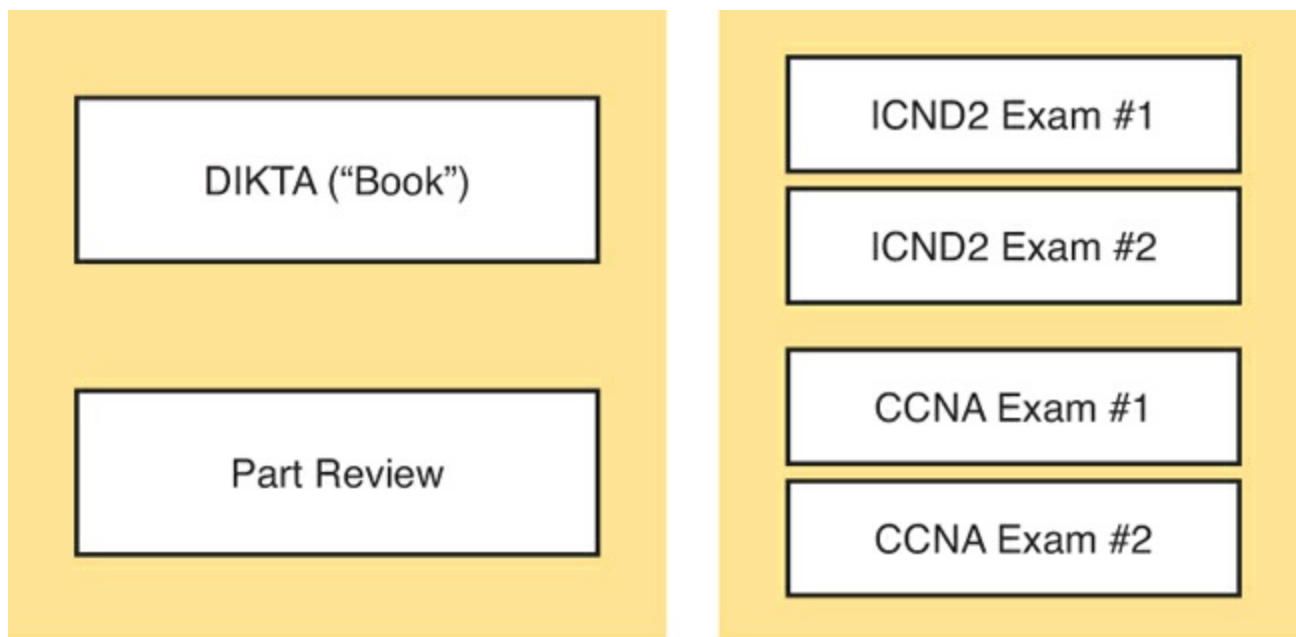 DIKTA (“Book”)
Part Review
ICND2 Exam #1
ICND2 Exam #2
CCNA Exam #1
CCNA Exam #2